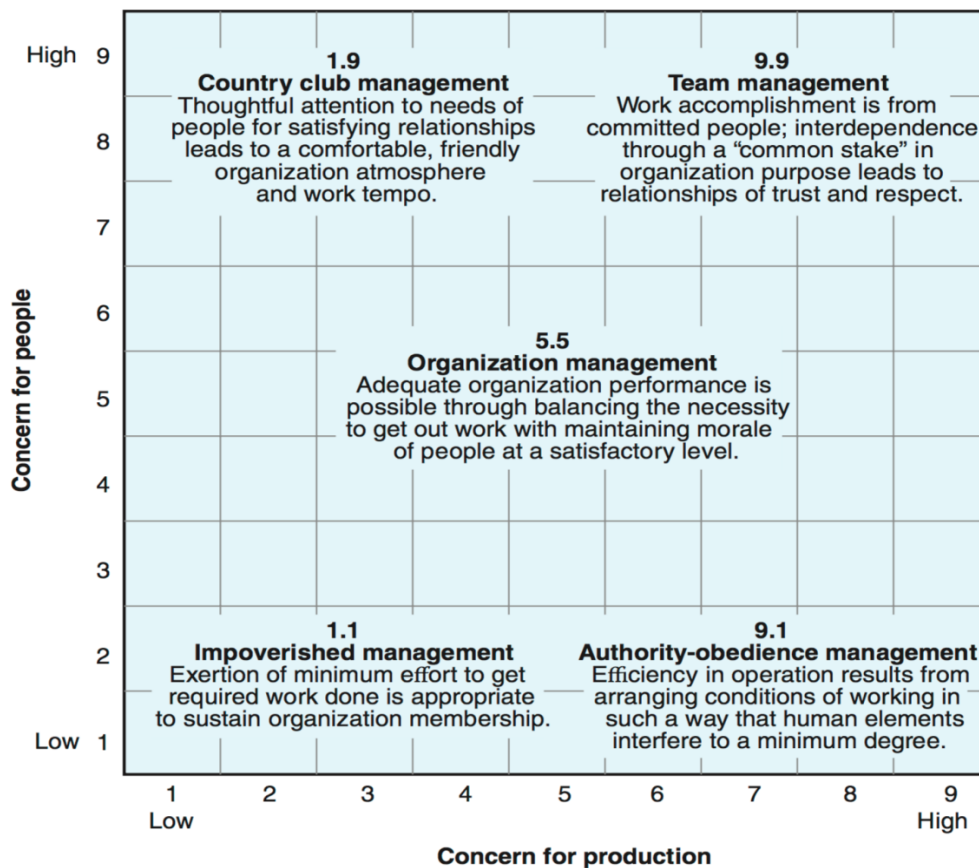 High 9
1.9
Country club management
Thoughtful attention to needs of
people for satisfying relationships
leads to a comfortable, friendly
organization atmosphere
and work tempo.
9.9
Team management
Work accomplishment is from
committed people; interdependence
through a “common stake” in
organization purpose leads to
relationships of trust and respect.
8
7
6
Concern for people
5.5
Organization management
Adequate organization performance is
possible through balancing the necessity
to get out work with maintaining morale
of people at a satisfactory level.
5
4
3
2
1.1
Impoverished management
Exertion of minimum effort to get
required work done is appropriate
to sustain organization membership.
9.1
Authority-obedience management
Efficiency in operation results from
arranging conditions of working in
such a way that human elements
interfere to a minimum degree.
Low 1
1 2 3 4 5 6 7 8 9
Low High
Concern for production